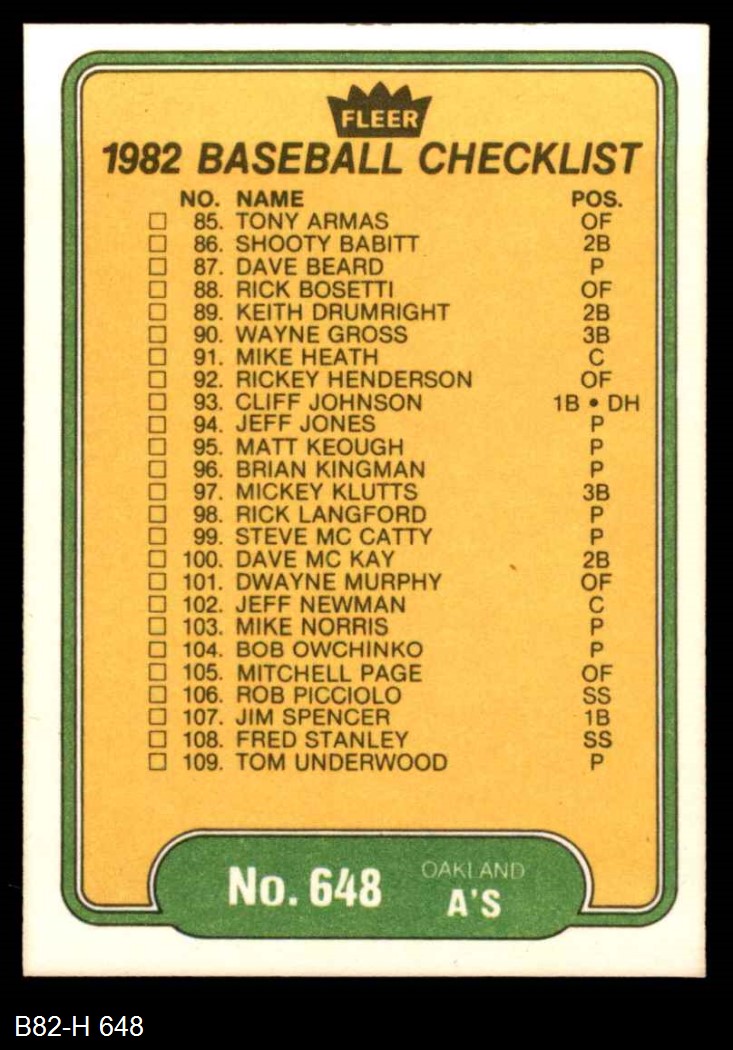 FLEER
1982 BASEBALL CHECKLIST
NO. NAME POS.
85. TONY ARMAS OF
86. SHOOTY BABITT 2B
87. DAVE BEARD P
88. RICK BOSETTI OF
89. KEITH DRUMRIGHT 2B
90. WAYNE GROSS 3B
91. MIKE HEATH C
92. RICKEY HENDERSON OF
93. CLIFF JOHNSON 1B • DH
94. JEFF JONES P
95. MATT KEOUGH P
96. BRIAN KINGMAN P
97. MICKEY KLUTTS 3B
98. RICK LANGFORD P
99. STEVE MC CATTY P
100. DAVE MC KAY 2B
101. DWAYNE MURPHY OF
102. JEFF NEWMAN C
103. MIKE NORRIS P
104. BOB OWCHINKO P
105. MITCHELL PAGE OF
106. ROB PICCIOLO SS
107. JIM SPENCER 1B
108. FRED STANLEY SS
109. TOM UNDERWOOD P
No. 648 OAKLAND
A'S
B82-H 648